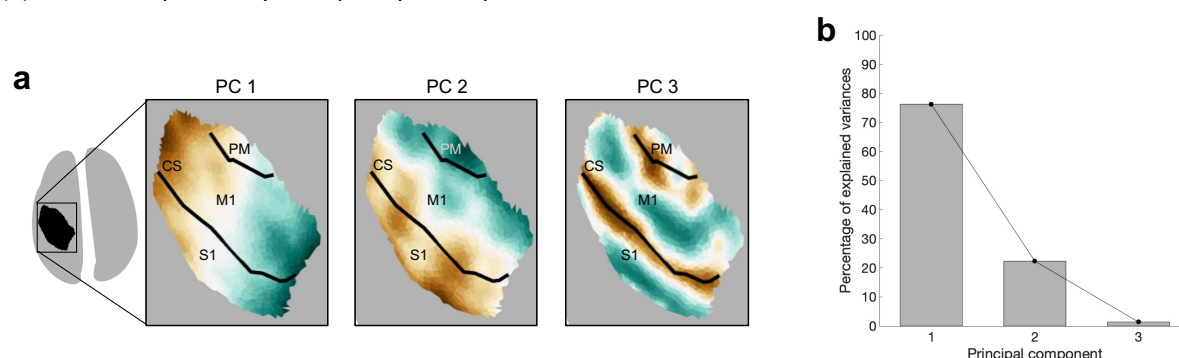 a
PC 1
PC 2
PC 3
PM
CS
M1
S1
PM
CS
M1
S1
PM
CS
M1
S1
b
100
90
80
70
60
50
40
30
20
10
0
Percentage of explained variances
1
2
3
Principal component